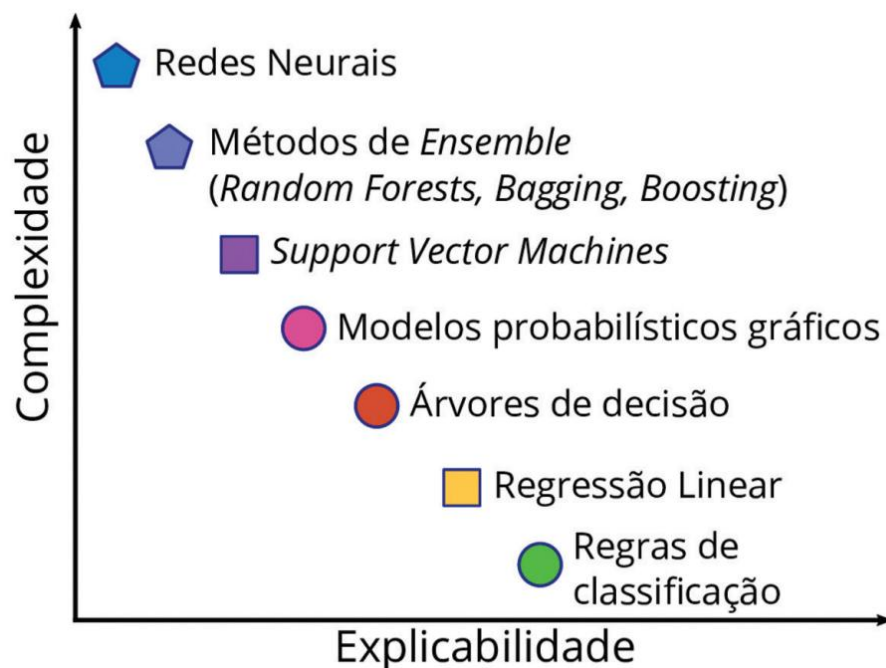 Complexidade
Redes Neurais
Métodos de Ensemble
(Random Forests, Bagging, Boosting)
Support Vector Machines
Modelos probabilísticos gráficos
Árvores de decisão
Regressão Linear
Regras de
classificação
Explicabilidade